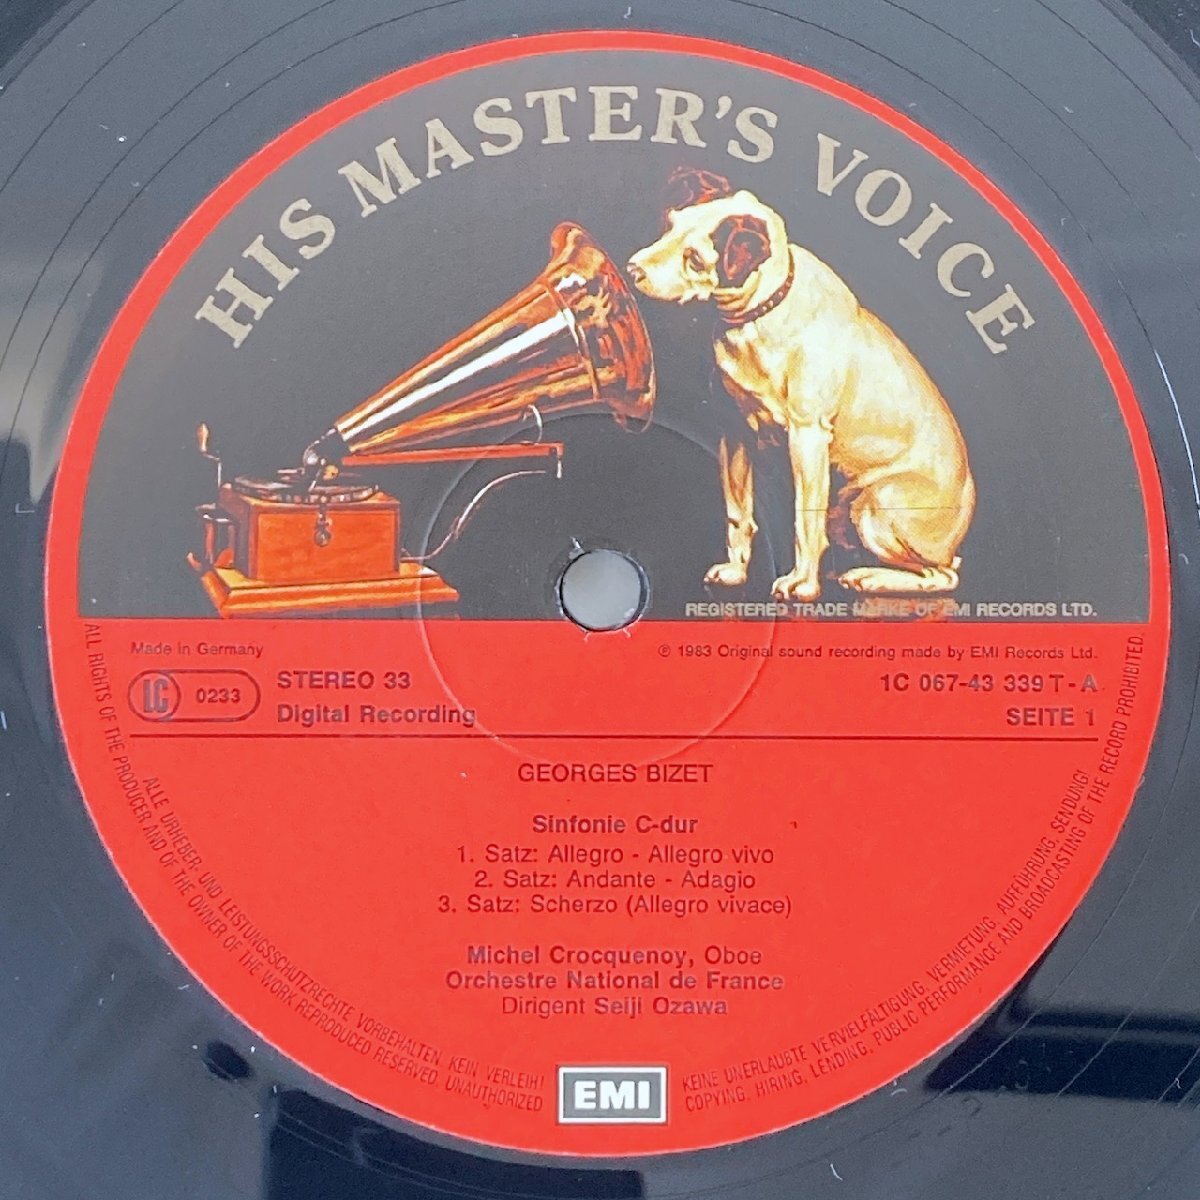 HIS MASTER'S VOICE
REGISTERED TRADE MARKE OF EMI RECORDS LTD.
Made in Germany
℗ 1983 Original sound recording made by EMI Records Ltd.
LC 0233
STEREO 33
Digital Recording
1C 067-43 339 T - A
SEITE 1
GEORGES BIZET
Sinfonie C-dur
1. Satz: Allegro - Allegro vivo
2. Satz: Andante - Adagio
3. Satz: Scherzo (Allegro vivace)
Michel Crocquenoy, Oboe
Orchestre National de France
Dirigent Seiji Ozawa
EMI
ALLE URHEBER- UND LEISTUNGSSCHUTZRECHTE VORBEHALTEN. KEIN VERLEIH! KEINE UNERLAUBTE VERVIELFÄLTIGUNG, VERMIETUNG, AUFFÜHRUNG, SENDUNG!
ALL RIGHTS OF THE PRODUCER AND OF THE OWNER OF THE WORK REPRODUCED RESERVED. UNAUTHORIZED COPYING, HIRING, LENDING, PUBLIC PERFORMANCE AND BROADCASTING OF THE RECORD PROHIBITED.